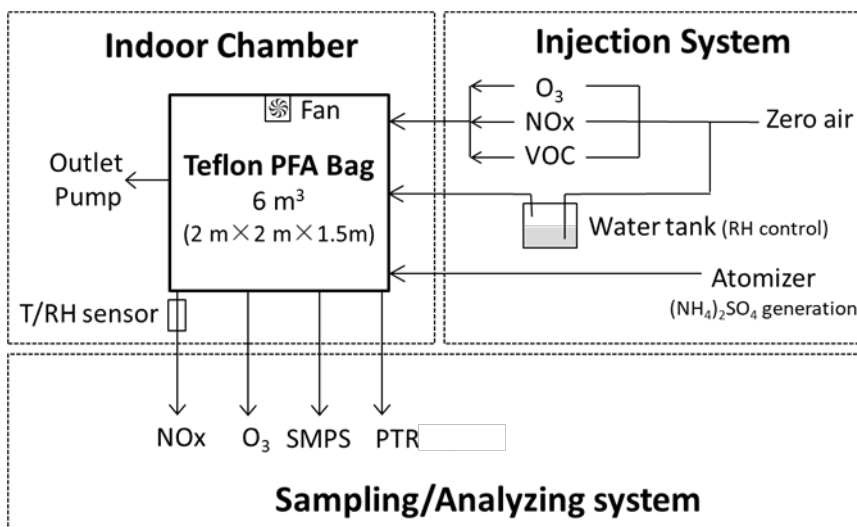 Indoor Chamber
Fan
Teflon PFA Bag
6 m³
(2 m×2 m×1.5m)
Outlet
Pump
T/RH sensor
Injection System
O₃
NOx
VOC
Zero air
Water tank (RH control)
Atomizer
(NH₄)₂SO₄ generation
NOx
O₃
SMPS
PTR
Sampling/Analyzing system